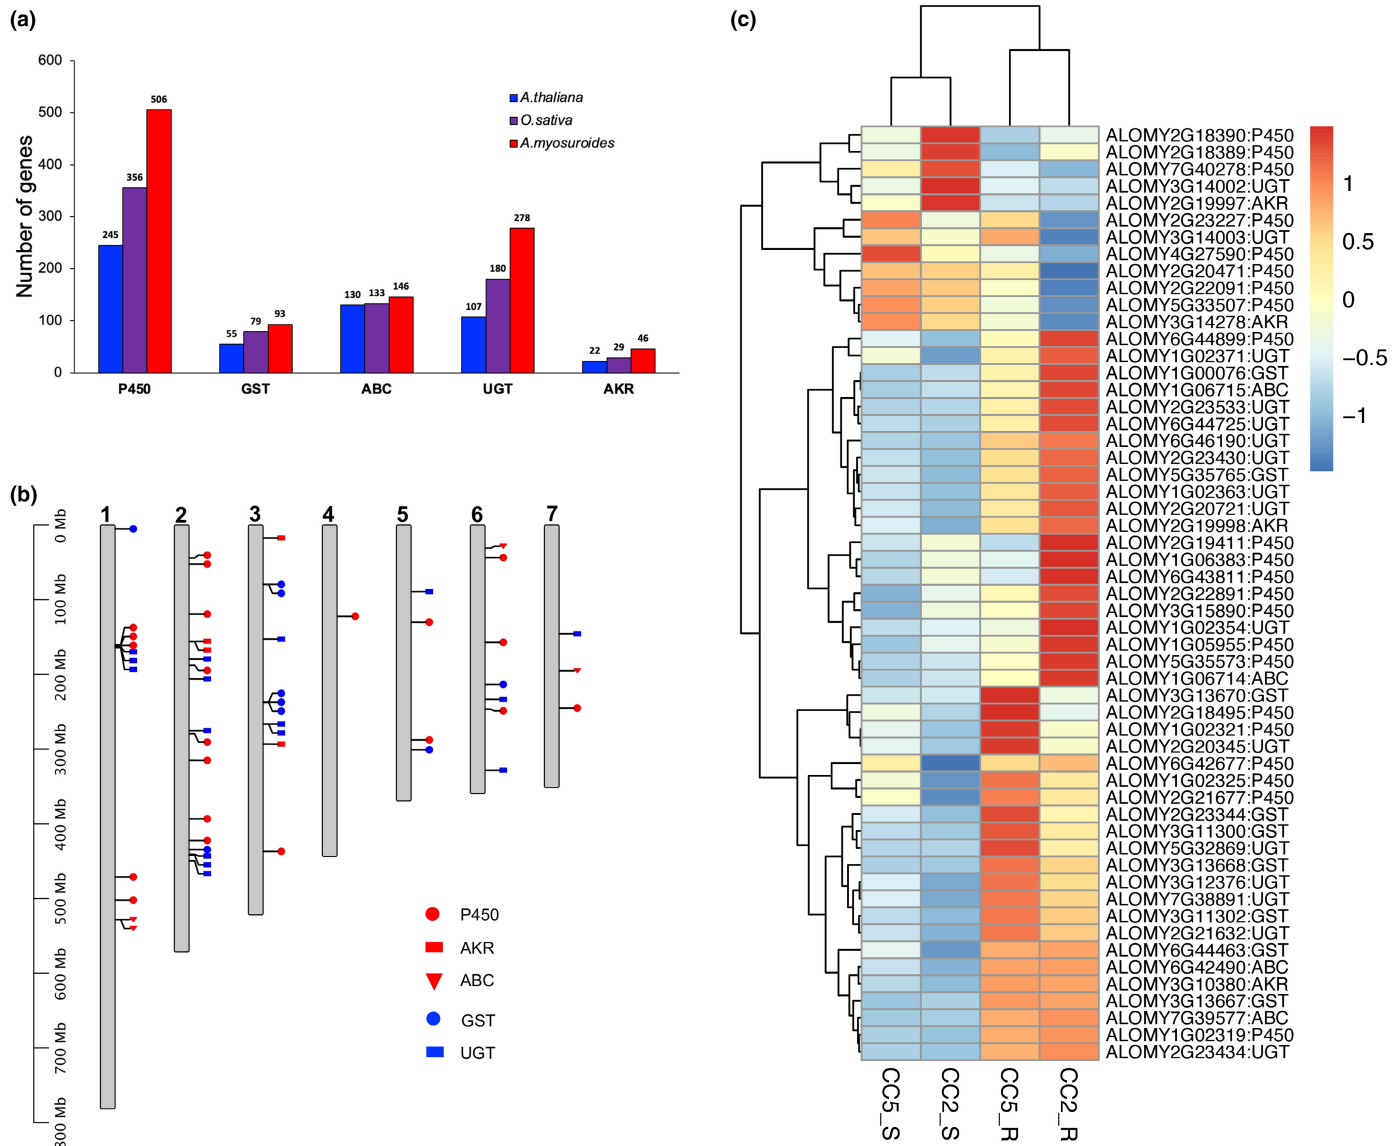 (a)
600
500
400
300
200
100
0
Number of genes
245
356
506
55
79
93
130
133
146
107
180
278
22
29
46
P450
GST
ABC
UGT
AKR
A.thaliana
O.sativa
A.myosuroides
(b)
1
2
3
4
5
6
7
0 Mb
100 Mb
200 Mb
300 Mb
400 Mb
500 Mb
600 Mb
700 Mb
800 Mb
P450
AKR
ABC
GST
UGT
(c)
ALOMY2G18390:P450
ALOMY2G18389:P450
ALOMY7G40278:P450
ALOMY3G14002:UGT
ALOMY2G19997:AKR
ALOMY2G23227:P450
ALOMY3G14003:UGT
ALOMY4G27590:P450
ALOMY2G20471:P450
ALOMY2G22091:P450
ALOMY5G33507:P450
ALOMY3G14278:AKR
ALOMY6G44899:P450
ALOMY1G02371:UGT
ALOMY1G00076:GST
ALOMY1G06715:ABC
ALOMY2G23533:UGT
ALOMY6G44725:UGT
ALOMY6G46190:UGT
ALOMY2G23430:UGT
ALOMY5G35765:GST
ALOMY1G02363:UGT
ALOMY2G20721:UGT
ALOMY2G19998:AKR
ALOMY2G19411:P450
ALOMY1G06383:P450
ALOMY6G43811:P450
ALOMY2G22891:P450
ALOMY3G15890:P450
ALOMY1G02354:UGT
ALOMY1G05955:P450
ALOMY5G35573:P450
ALOMY1G06714:ABC
ALOMY3G13670:GST
ALOMY2G18495:P450
ALOMY1G02321:P450
ALOMY2G20345:UGT
ALOMY6G42677:P450
ALOMY1G02325:P450
ALOMY2G21677:P450
ALOMY2G23344:GST
ALOMY3G11300:GST
ALOMY5G32869:UGT
ALOMY3G13668:GST
ALOMY3G12376:UGT
ALOMY7G38891:UGT
ALOMY3G11302:GST
ALOMY2G21632:UGT
ALOMY6G44463:GST
ALOMY6G42490:ABC
ALOMY3G10380:AKR
ALOMY3G13667:GST
ALOMY7G39577:ABC
ALOMY1G02319:P450
ALOMY2G23434:UGT
CC5_S
CC2_S
CC5_R
CC2_R
1
0.5
0
−0.5
−1